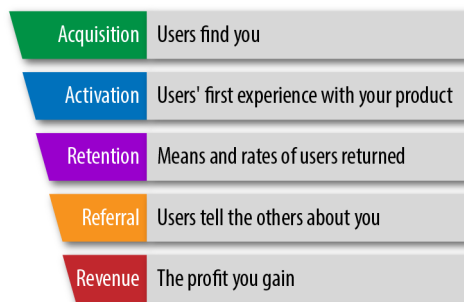 Acquisition Users find you
Activation Users' first experience with your product
Retention Means and rates of users returned
Referral Users tell the others about you
Revenue The profit you gain